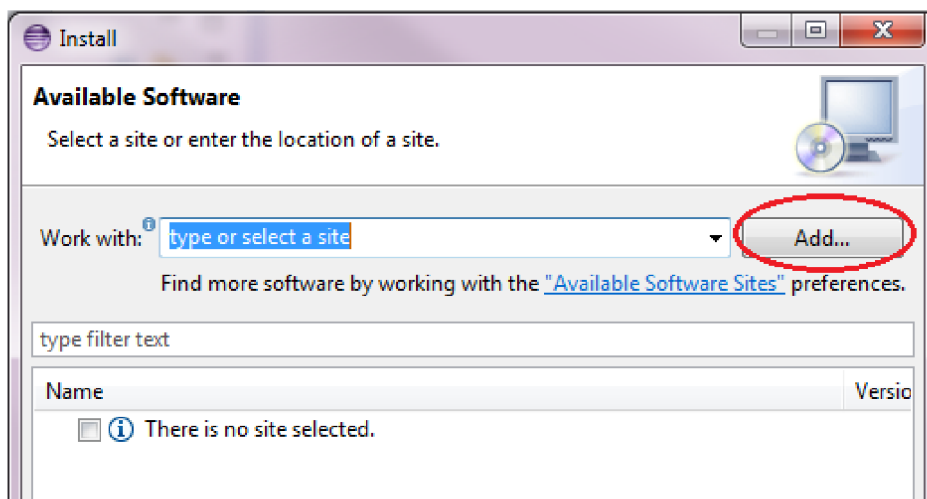 Install
Available Software
Select a site or enter the location of a site.
Work with: type or select a site Add...
Find more software by working with the "Available Software Sites" preferences.
type filter text
Name Versio
There is no site selected.